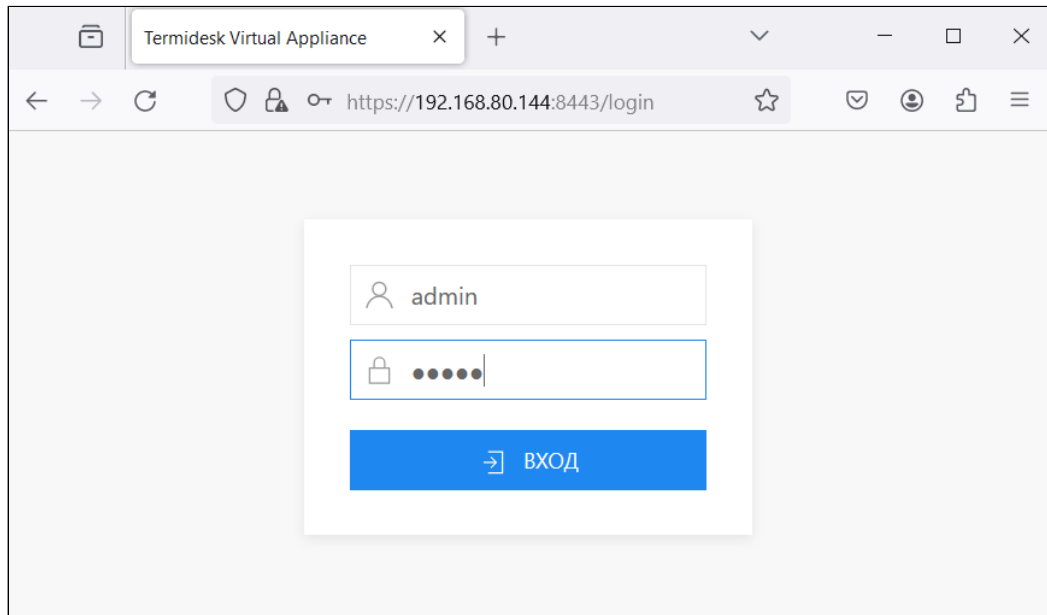 Termidesk Virtual Appliance
https://192.168.80.144:8443/login
admin
●●●●●
ВХОД